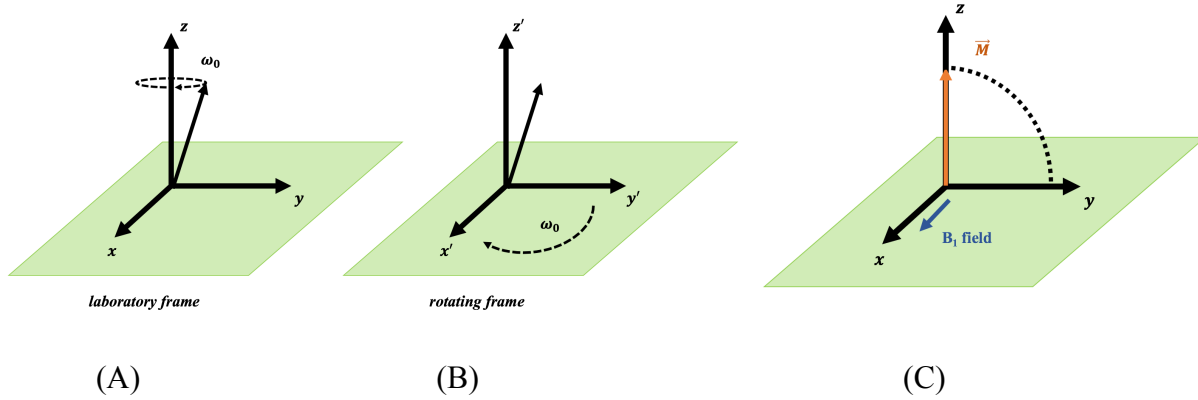 z
ω₀
y
x
laboratory frame
(A)
z′
y′
ω₀
x′
rotating frame
(B)
z
M⃗
y
B₁ field
x
(C)